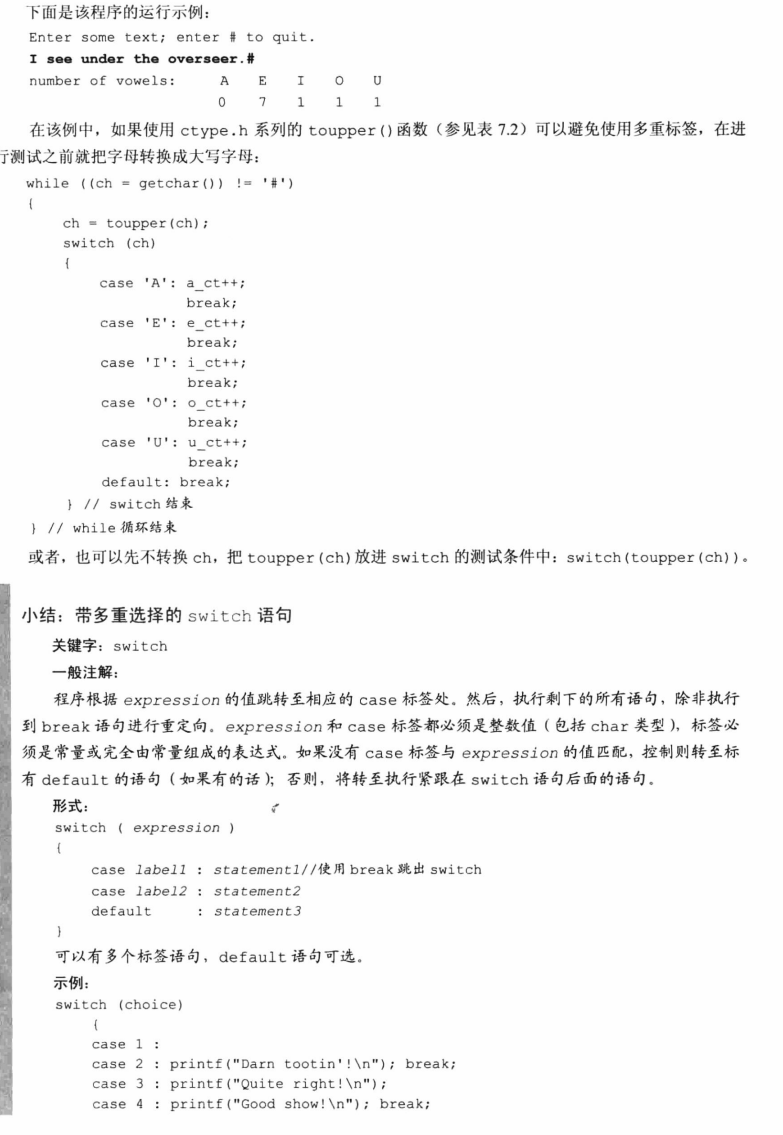 下面是该程序的运行示例：
Enter some text; enter # to quit.
I see under the overseer.#
number of vowels: A E I O U
0 7 1 1 1
在该例中，如果使用 ctype.h 系列的 toupper()函数（参见表 7.2）可以避免使用多重标签，在进
行测试之前就把字母转换成大写字母：
while ((ch = getchar()) != '#')
{
ch = toupper(ch);
switch (ch)
{
case 'A': a_ct++;
break;
case 'E': e_ct++;
break;
case 'I': i_ct++;
break;
case 'O': o_ct++;
break;
case 'U': u_ct++;
break;
default: break;
} // switch 结束
} // while 循环结束
或者，也可以先不转换 ch，把 toupper(ch)放进 switch 的测试条件中：switch(toupper(ch))。
小结：带多重选择的 switch 语句
关键字：switch
一般注解：
程序根据 expression 的值跳转至相应的 case 标签处。然后，执行剩下的所有语句，除非执行
到 break 语句进行重定向。expression 和 case 标签都必须是整数值（包括 char 类型），标签必
须是常量或完全由常量组成的表达式。如果没有 case 标签与 expression 的值匹配，控制则转至标
有 default 的语句（如果有的话）；否则，将转至执行紧跟在 switch 语句后面的语句。
形式：
switch ( expression )
{
case label1 : statement1//使用 break 跳出 switch
case label2 : statement2
default : statement3
}
可以有多个标签语句，default 语句可选。
示例：
switch (choice)
{
case 1 :
case 2 : printf("Darn tootin'!\n"); break;
case 3 : printf("Quite right!\n");
case 4 : printf("Good show!\n"); break;